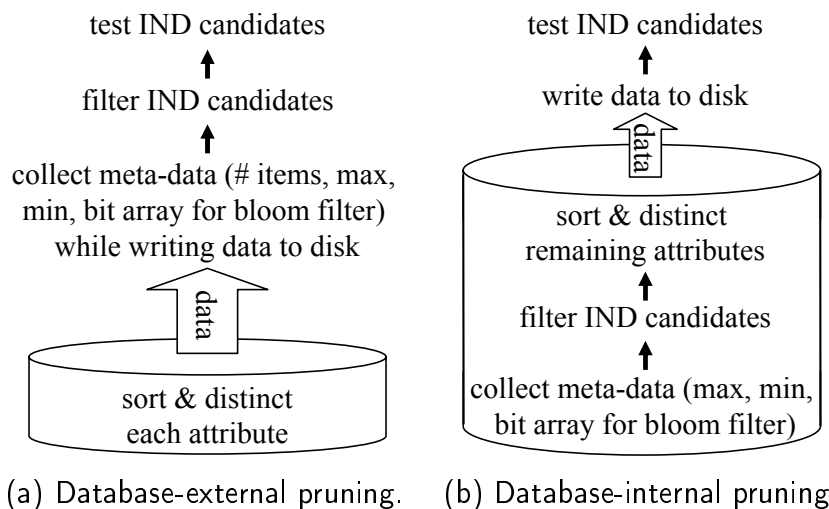 test IND candidates
filter IND candidates
collect meta-data (# items, max,
min, bit array for bloom filter)
while writing data to disk
data
sort & distinct
each attribute
(a) Database-external pruning.
test IND candidates
write data to disk
data
sort & distinct
remaining attributes
filter IND candidates
collect meta-data (max, min,
bit array for bloom filter)
(b) Database-internal pruning